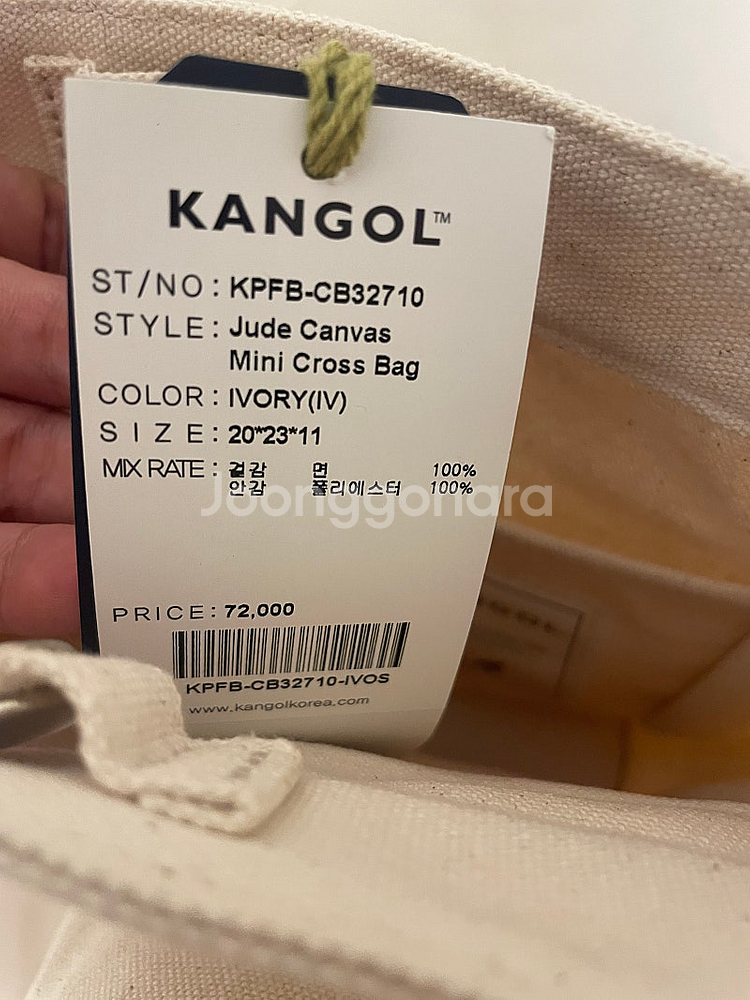 KANGOL™
ST/NO : KPFB-CB32710
STYLE : Jude Canvas
Mini Cross Bag
COLOR : IVORY(IV)
SIZE : 20*23*11
MIX RATE : 겉감 면 100%
안감 폴리에스터 100%
Joonggonara
PRICE : 72,000
KPFB-CB32710-IVOS
www.kangolkorea.com